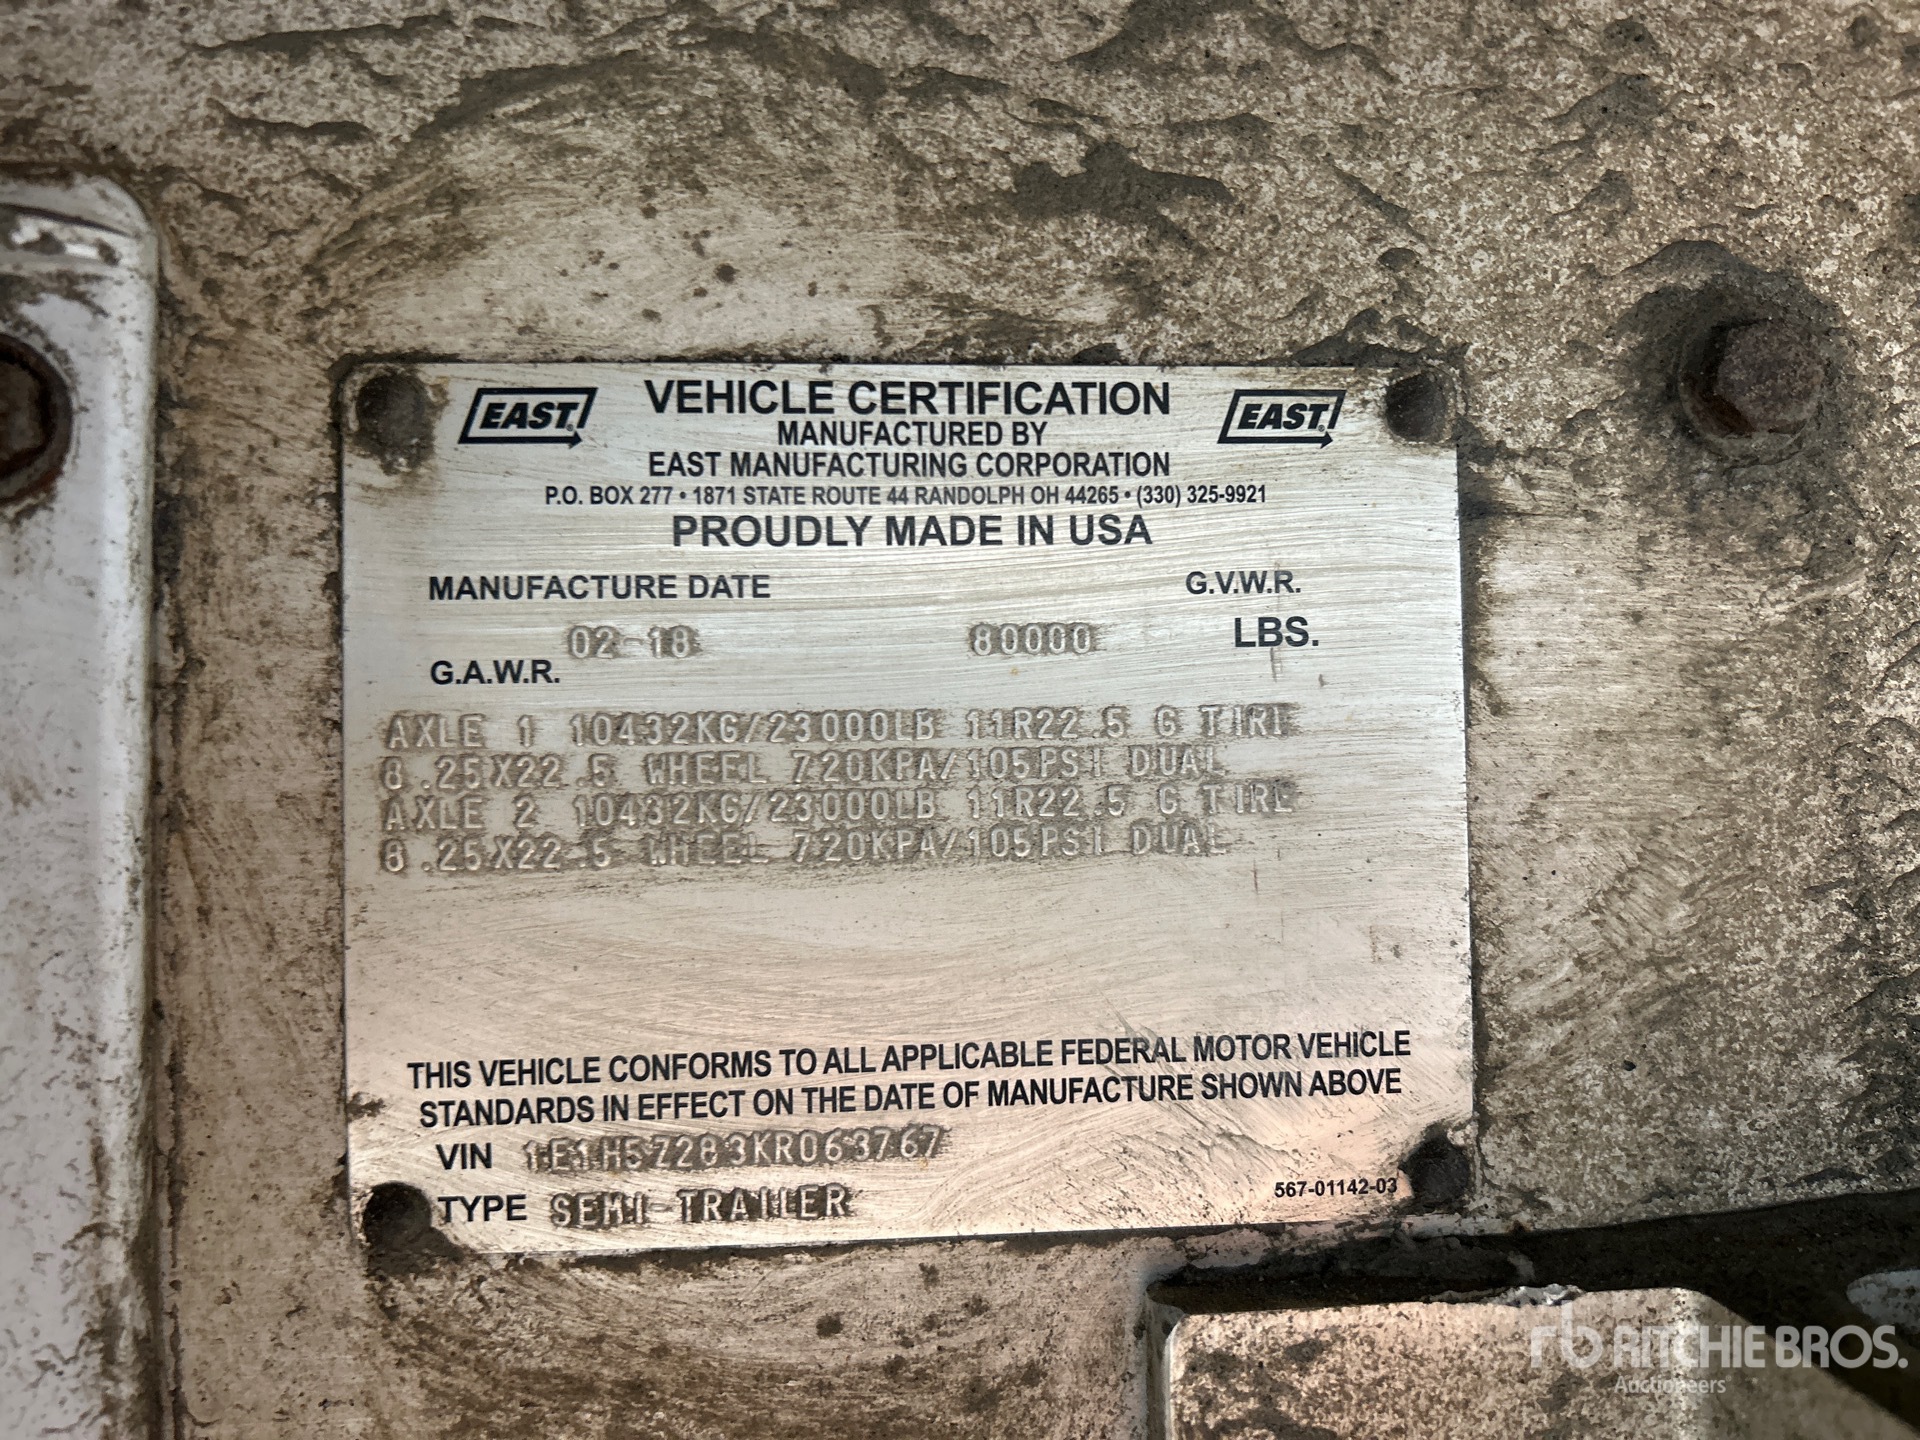 EAST VEHICLE CERTIFICATION EAST
MANUFACTURED BY
EAST MANUFACTURING CORPORATION
P.O. BOX 277 • 1871 STATE ROUTE 44 RANDOLPH OH 44265 • (330) 325-9921
PROUDLY MADE IN USA
MANUFACTURE DATE G.V.W.R.
02-18 80000 LBS.
G.A.W.R.
AXLE 1 10432KG/23000LB 11R22.5 G TIRE
8.25X22.5 WHEEL 720KPA/105PSI DUAL
AXLE 2 10432KG/23000LB 11R22.5 G TIRE
8.25X22.5 WHEEL 720KPA/105PSI DUAL
THIS VEHICLE CONFORMS TO ALL APPLICABLE FEDERAL MOTOR VEHICLE
STANDARDS IN EFFECT ON THE DATE OF MANUFACTURE SHOWN ABOVE
VIN 1E1H5Z283KR063767
TYPE SEMI-TRAILER 567-01142-03
rb RITCHIE BROS.
Auctioneers